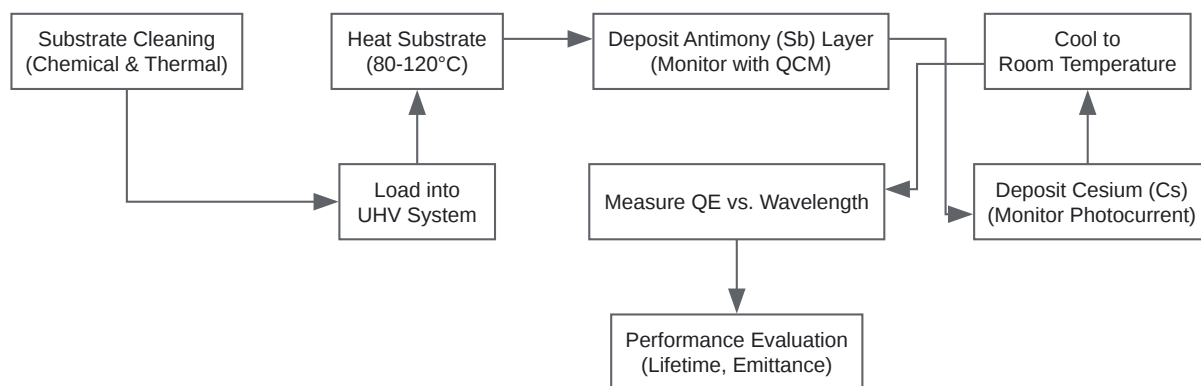 Substrate Cleaning
(Chemical & Thermal)
Load into
UHV System
Heat Substrate
(80-120°C)
Deposit Antimony (Sb) Layer
(Monitor with QCM)
Deposit Cesium (Cs)
(Monitor Photocurrent)
Cool to
Room Temperature
Measure QE vs. Wavelength
Performance Evaluation
(Lifetime, Emittance)